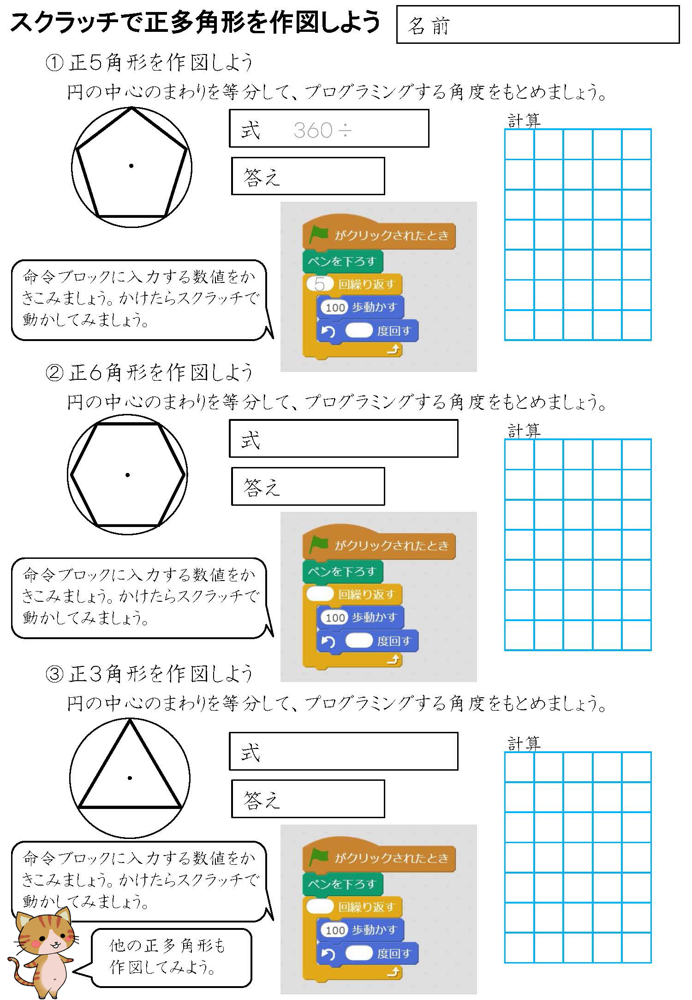 スクラッチで正多角形を作図しよう
名前
①正5角形を作図しよう
円の中心のまわりを等分して、プログラミングする角度をもとめましょう。
式 360÷
答え
計算
命令ブロックに入力する数値をか
きこみましょう。かけたらスクラッチで
動かしてみましょう。
がクリックされたとき
ペンを下ろす
5 回繰り返す
100 歩動かす
度回す
②正6角形を作図しよう
円の中心のまわりを等分して、プログラミングする角度をもとめましょう。
式
答え
計算
命令ブロックに入力する数値をか
きこみましょう。かけたらスクラッチで
動かしてみましょう。
がクリックされたとき
ペンを下ろす
回繰り返す
100 歩動かす
度回す
③正3角形を作図しよう
円の中心のまわりを等分して、プログラミングする角度をもとめましょう。
式
答え
計算
命令ブロックに入力する数値をか
きこみましょう。かけたらスクラッチで
動かしてみましょう。
がクリックされたとき
ペンを下ろす
回繰り返す
100 歩動かす
度回す
他の正多角形も
作図してみよう。